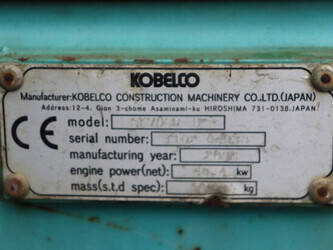 KOBELCO
Manufacturer:KOBELCO CONSTRUCTION MACHINERY CO.,LTD.(JAPAN)
Address:12-4, Gion 3-chome Asaminami-ku HIROSHIMA 731-0138.JAPAN
CE model:
serial number:
manufacturing year:
engine power(net): kw
mass(s.t.d spec): kg